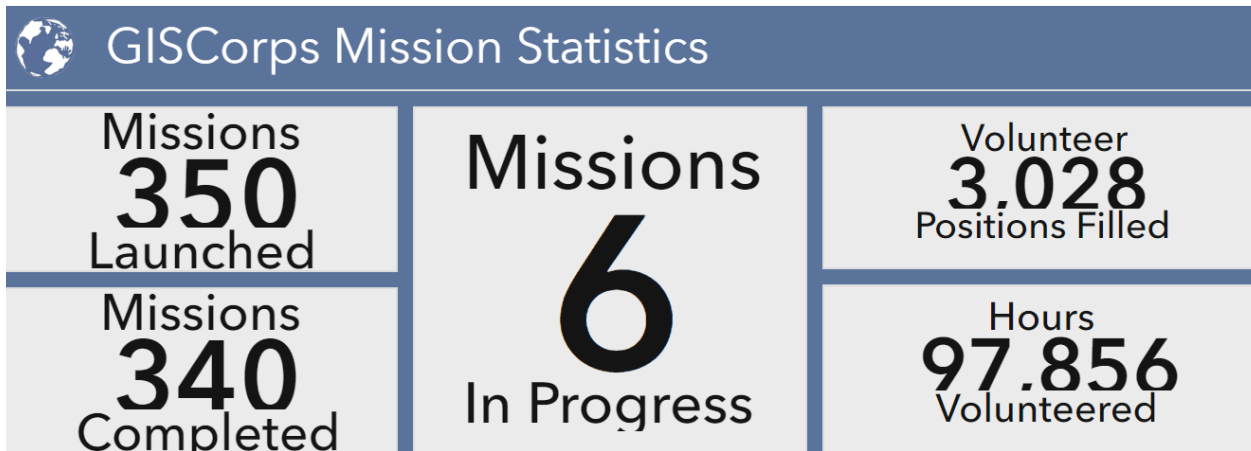 GISCorps Mission Statistics
Missions
350
Launched
Missions
340
Completed
Missions
6
In Progress
Volunteer
3,028
Positions Filled
Hours
97,856
Volunteered